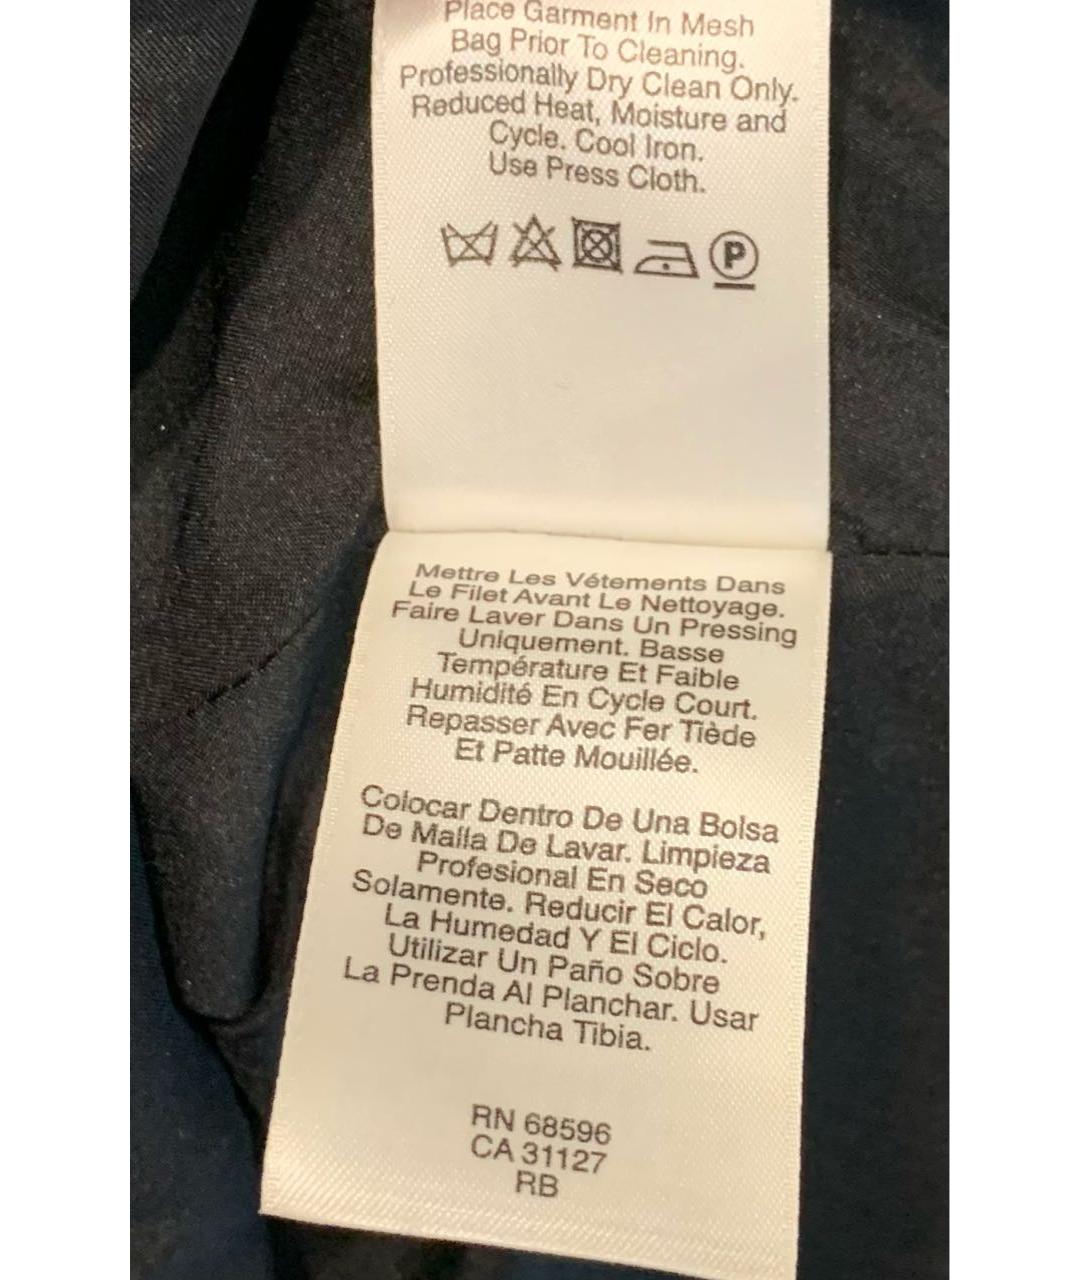 Place Garment In Mesh
Bag Prior To Cleaning.
Professionally Dry Clean Only.
Reduced Heat, Moisture and
Cycle. Cool Iron.
Use Press Cloth.
P
Mettre Les Vétements Dans
Le Filet Avant Le Nettoyage.
Faire Laver Dans Un Pressing
Uniquement. Basse
Température Et Faible
Humidité En Cycle Court.
Repasser Avec Fer Tiède
Et Patte Mouillée.
Colocar Dentro De Una Bolsa
De Malla De Lavar. Limpieza
Profesional En Seco
Solamente. Reducir El Calor,
La Humedad Y El Ciclo.
Utilizar Un Paño Sobre
La Prenda Al Planchar. Usar
Plancha Tibia.
RN 68596
CA 31127
RB